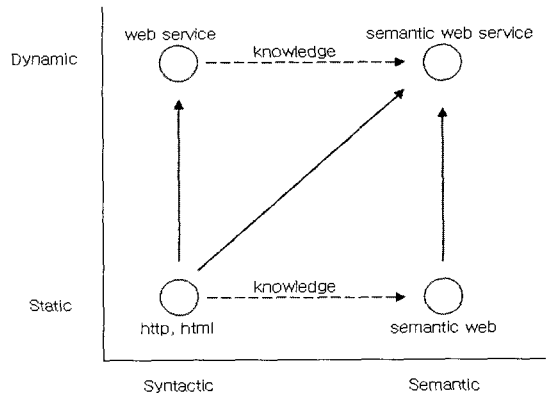 web service
semantic web service
Dynamic
knowledge
knowledge
Static
http, html
semantic web
Syntactic
Semantic